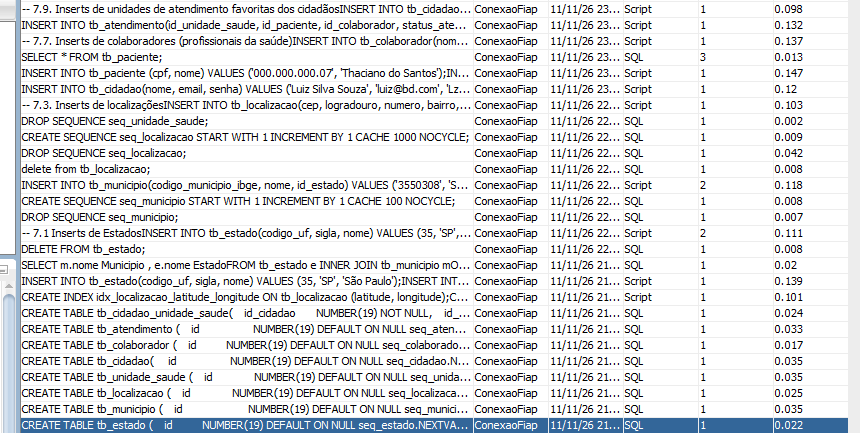 -- 7.9. Inserts de unidades de atendimento favoritas dos cidadãosINSERT INTO tb_cidadao... ConexaoFiap 11/11/26 23... Script 1 0.098
INSERT INTO tb_atendimento(id_unidade_saude, id_paciente, id_colaborador, status_ate... ConexaoFiap 11/11/26 23... Script 1 0.132
-- 7.7. Inserts de colaboradores (profissionais da saúde)INSERT INTO tb_colaborador(nom... ConexaoFiap 11/11/26 23... Script 1 0.137
SELECT * FROM tb_paciente; ConexaoFiap 11/11/26 23... SQL 3 0.013
INSERT INTO tb_paciente (cpf, nome) VALUES ('000.000.000.07', 'Thaciano do Santos');IN... ConexaoFiap 11/11/26 23... Script 1 0.147
INSERT INTO tb_cidadao(nome, email, senha) VALUES ('Luiz Silva Souza', 'luiz@bd.com', 'Lz... ConexaoFiap 11/11/26 23... Script 1 0.12
-- 7.3. Inserts de localizaçõesINSERT INTO tb_localizacao(cep, logradouro, numero, bairro,... ConexaoFiap 11/11/26 22... Script 1 0.103
DROP SEQUENCE seq_unidade_saude; ConexaoFiap 11/11/26 22... SQL 1 0.002
CREATE SEQUENCE seq_localizacao START WITH 1 INCREMENT BY 1 CACHE 1000 NOCYCLE; ConexaoFiap 11/11/26 22... SQL 1 0.009
DROP SEQUENCE seq_localizacao; ConexaoFiap 11/11/26 22... SQL 1 0.042
delete from tb_localizacao; ConexaoFiap 11/11/26 22... SQL 1 0.008
INSERT INTO tb_municipio(codigo_municipio_ibge, nome, id_estado) VALUES ('3550308', 'S... ConexaoFiap 11/11/26 22... Script 2 0.118
CREATE SEQUENCE seq_municipio START WITH 1 INCREMENT BY 1 CACHE 100 NOCYCLE; ConexaoFiap 11/11/26 22... SQL 1 0.008
DROP SEQUENCE seq_municipio; ConexaoFiap 11/11/26 22... SQL 1 0.007
-- 7.1 Inserts de EstadosINSERT INTO tb_estado(codigo_uf, sigla, nome) VALUES (35, 'SP',... ConexaoFiap 11/11/26 22... Script 2 0.111
DELETE FROM tb_estado; ConexaoFiap 11/11/26 22... SQL 1 0.008
SELECT m.nome Municipio , e.nome EstadoFROM tb_estado e INNER JOIN tb_municipio mO... ConexaoFiap 11/11/26 21... SQL 1 0.02
INSERT INTO tb_estado(codigo_uf, sigla, nome) VALUES (35, 'SP', 'São Paulo');INSERT INT... ConexaoFiap 11/11/26 21... Script 1 0.139
CREATE INDEX idx_localizacao_latitude_longitude ON tb_localizacao (latitude, longitude);C... ConexaoFiap 11/11/26 21... Script 1 0.101
CREATE TABLE tb_cidadao_unidade_saude( id_cidadao NUMBER(19) NOT NULL, id_... ConexaoFiap 11/11/26 21... SQL 1 0.024
CREATE TABLE tb_atendimento ( id NUMBER(19) DEFAULT ON NULL seq_aten... ConexaoFiap 11/11/26 21... SQL 1 0.033
CREATE TABLE tb_colaborador ( id NUMBER(19) DEFAULT ON NULL seq_colaborado... ConexaoFiap 11/11/26 21... SQL 1 0.017
CREATE TABLE tb_cidadao( id NUMBER(19) DEFAULT ON NULL seq_cidadao.N... ConexaoFiap 11/11/26 21... SQL 1 0.035
CREATE TABLE tb_unidade_saude ( id NUMBER(19) DEFAULT ON NULL seq_unida... ConexaoFiap 11/11/26 21... SQL 1 0.035
CREATE TABLE tb_localizacao ( id NUMBER(19) DEFAULT ON NULL seq_localiza... ConexaoFiap 11/11/26 21... SQL 1 0.025
CREATE TABLE tb_municipio ( id NUMBER(19) DEFAULT ON NULL seq_munici... ConexaoFiap 11/11/26 21... SQL 1 0.035
CREATE TABLE tb_estado ( id NUMBER(19) DEFAULT ON NULL seq_estado.NEXTVA... ConexaoFiap 11/11/26 21... SQL 1 0.022